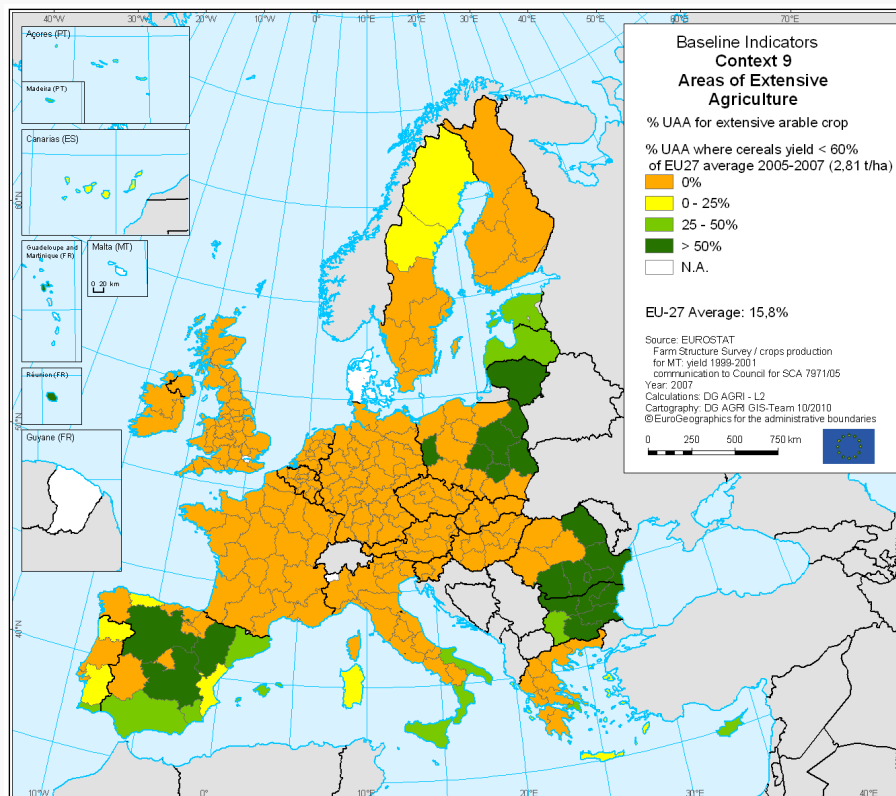 40°W
30°W
20°W
10°W
0°
10°E
20°E
30°E
40°E
50°E
60°E
70°E
Açores (PT)
Madeira (PT)
Canarias (ES)
Guadeloupe and
Martinique (FR)
Malta (MT)
0 20 km
Réunion (FR)
Guyane (FR)
Baseline Indicators
Context 9
Areas of Extensive
Agriculture
% UAA for extensive arable crop
% UAA where cereals yield < 60%
of EU27 average 2005-2007 (2,81 t/ha)
0%
0 - 25%
25 - 50%
> 50%
N.A.
EU-27 Average: 15,8%
Source: EUROSTAT
Farm Structure Survey / crops production
for MT: yield 1999-2001
communication to Council for SCA 7971/05
Year: 2007
Calculations: DG AGRI - L2
Cartography: DG AGRI GIS-Team 10/2010
© EuroGeographics for the administrative boundaries
0 250 500 750 km
60°N
50°N
40°N
10°W
0°
10°E
20°E
30°E
40°E